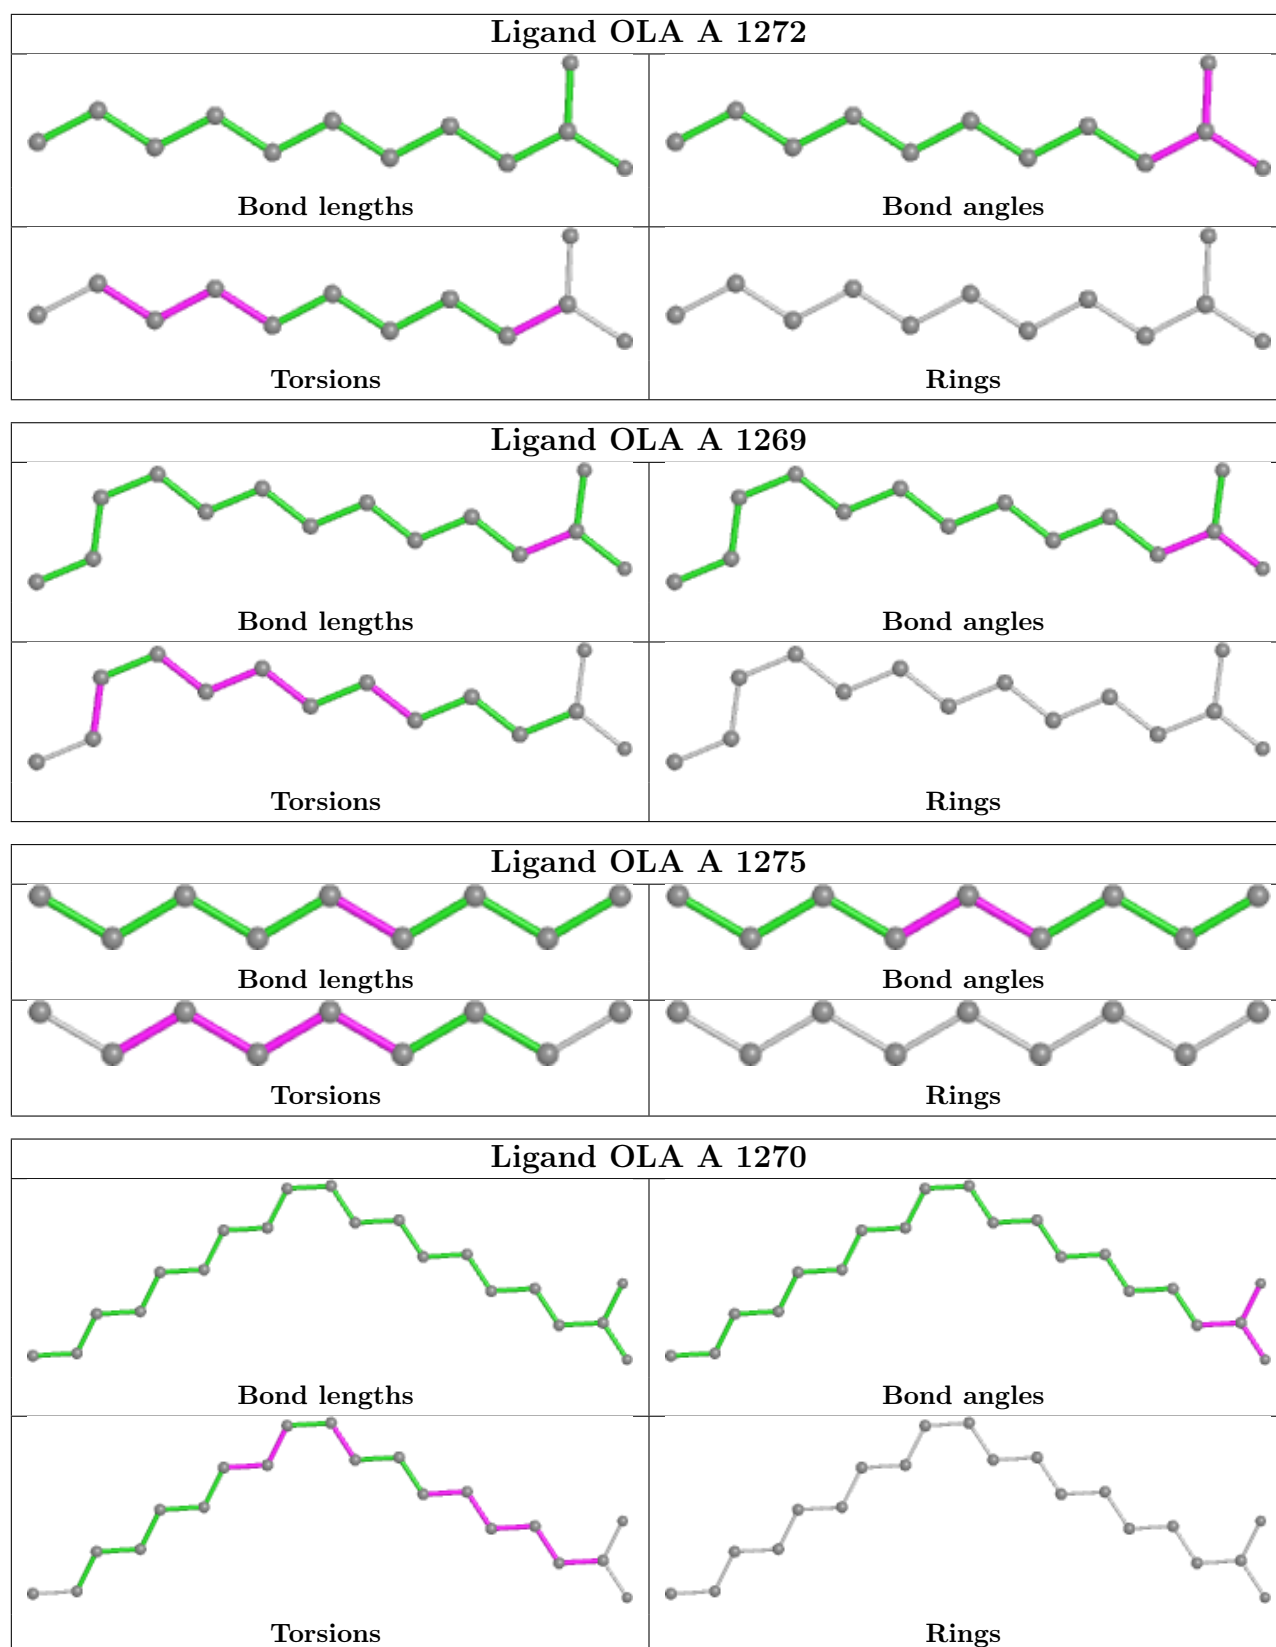 Ligand OLA A 1272
Bond lengths
Bond angles
Torsions
Rings
Ligand OLA A 1269
Bond lengths
Bond angles
Torsions
Rings
Ligand OLA A 1275
Bond lengths
Bond angles
Torsions
Rings
Ligand OLA A 1270
Bond lengths
Bond angles
Torsions
Rings